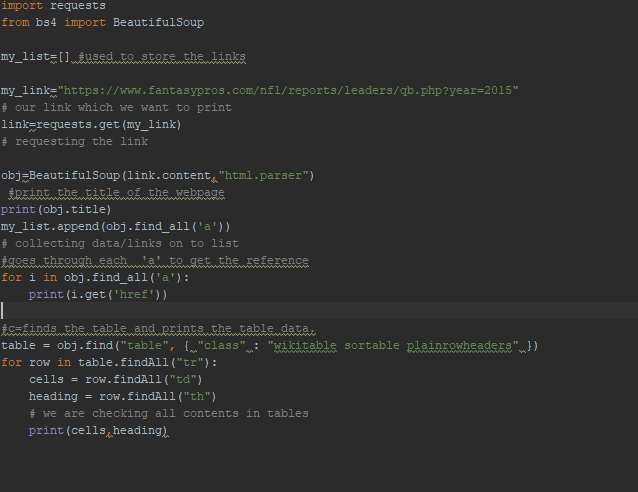 import requests
from bs4 import BeautifulSoup
my_list=[] #used to store the links
my_link="https://www.fantasypros.com/nfl/reports/leaders/qb.php?year=2015"
# our link which we want to print
link=requests.get(my_link)
# requesting the link
obj=BeautifulSoup(link.content,"html.parser")
#print the title of the webpage
print(obj.title)
my_list.append(obj.find_all('a'))
# collecting data/links on to list
#goes through each  'a' to get the reference
for i in obj.find_all('a'):
    print(i.get('href'))
#c=finds the table and prints the table data.
table = obj.find("table", { "class" : "wikitable sortable plainrowheaders" })
for row in table.findAll("tr"):
    cells = row.findAll("td")
    heading = row.findAll("th")
    # we are checking all contents in tables
    print(cells,heading)